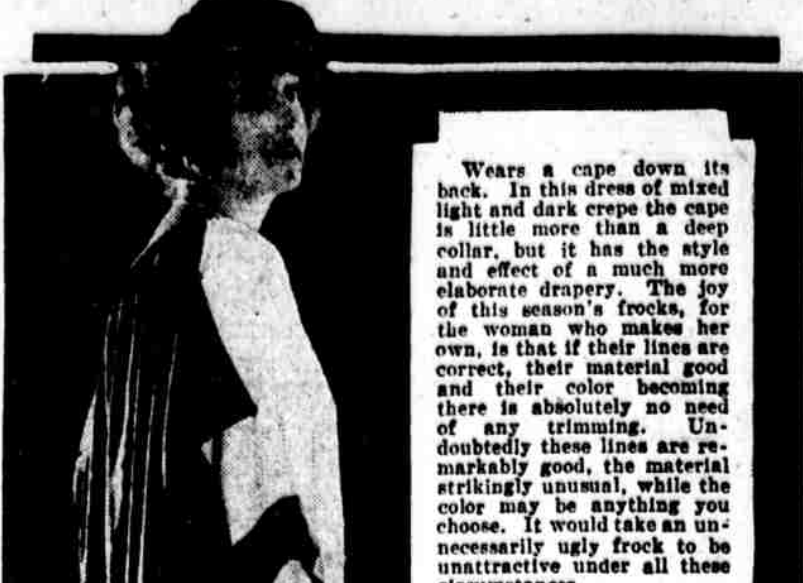 Wears a cape down its
back. In this dress of mixed
light and dark crepe the cape
is little more than a deep
collar, but it has the style
and effect of a much more
elaborate drapery. The joy
of this season's frocks, for
the woman who makes her
own, is that if their lines are
correct, their material good
and their color becoming
there is absolutely no need
of any trimming. Un-
doubtedly these lines are re-
markably good, the material
strikingly unusual, while the
color may be anything you
choose. It would take an un-
necessarily ugly frock to be
unattractive under all these